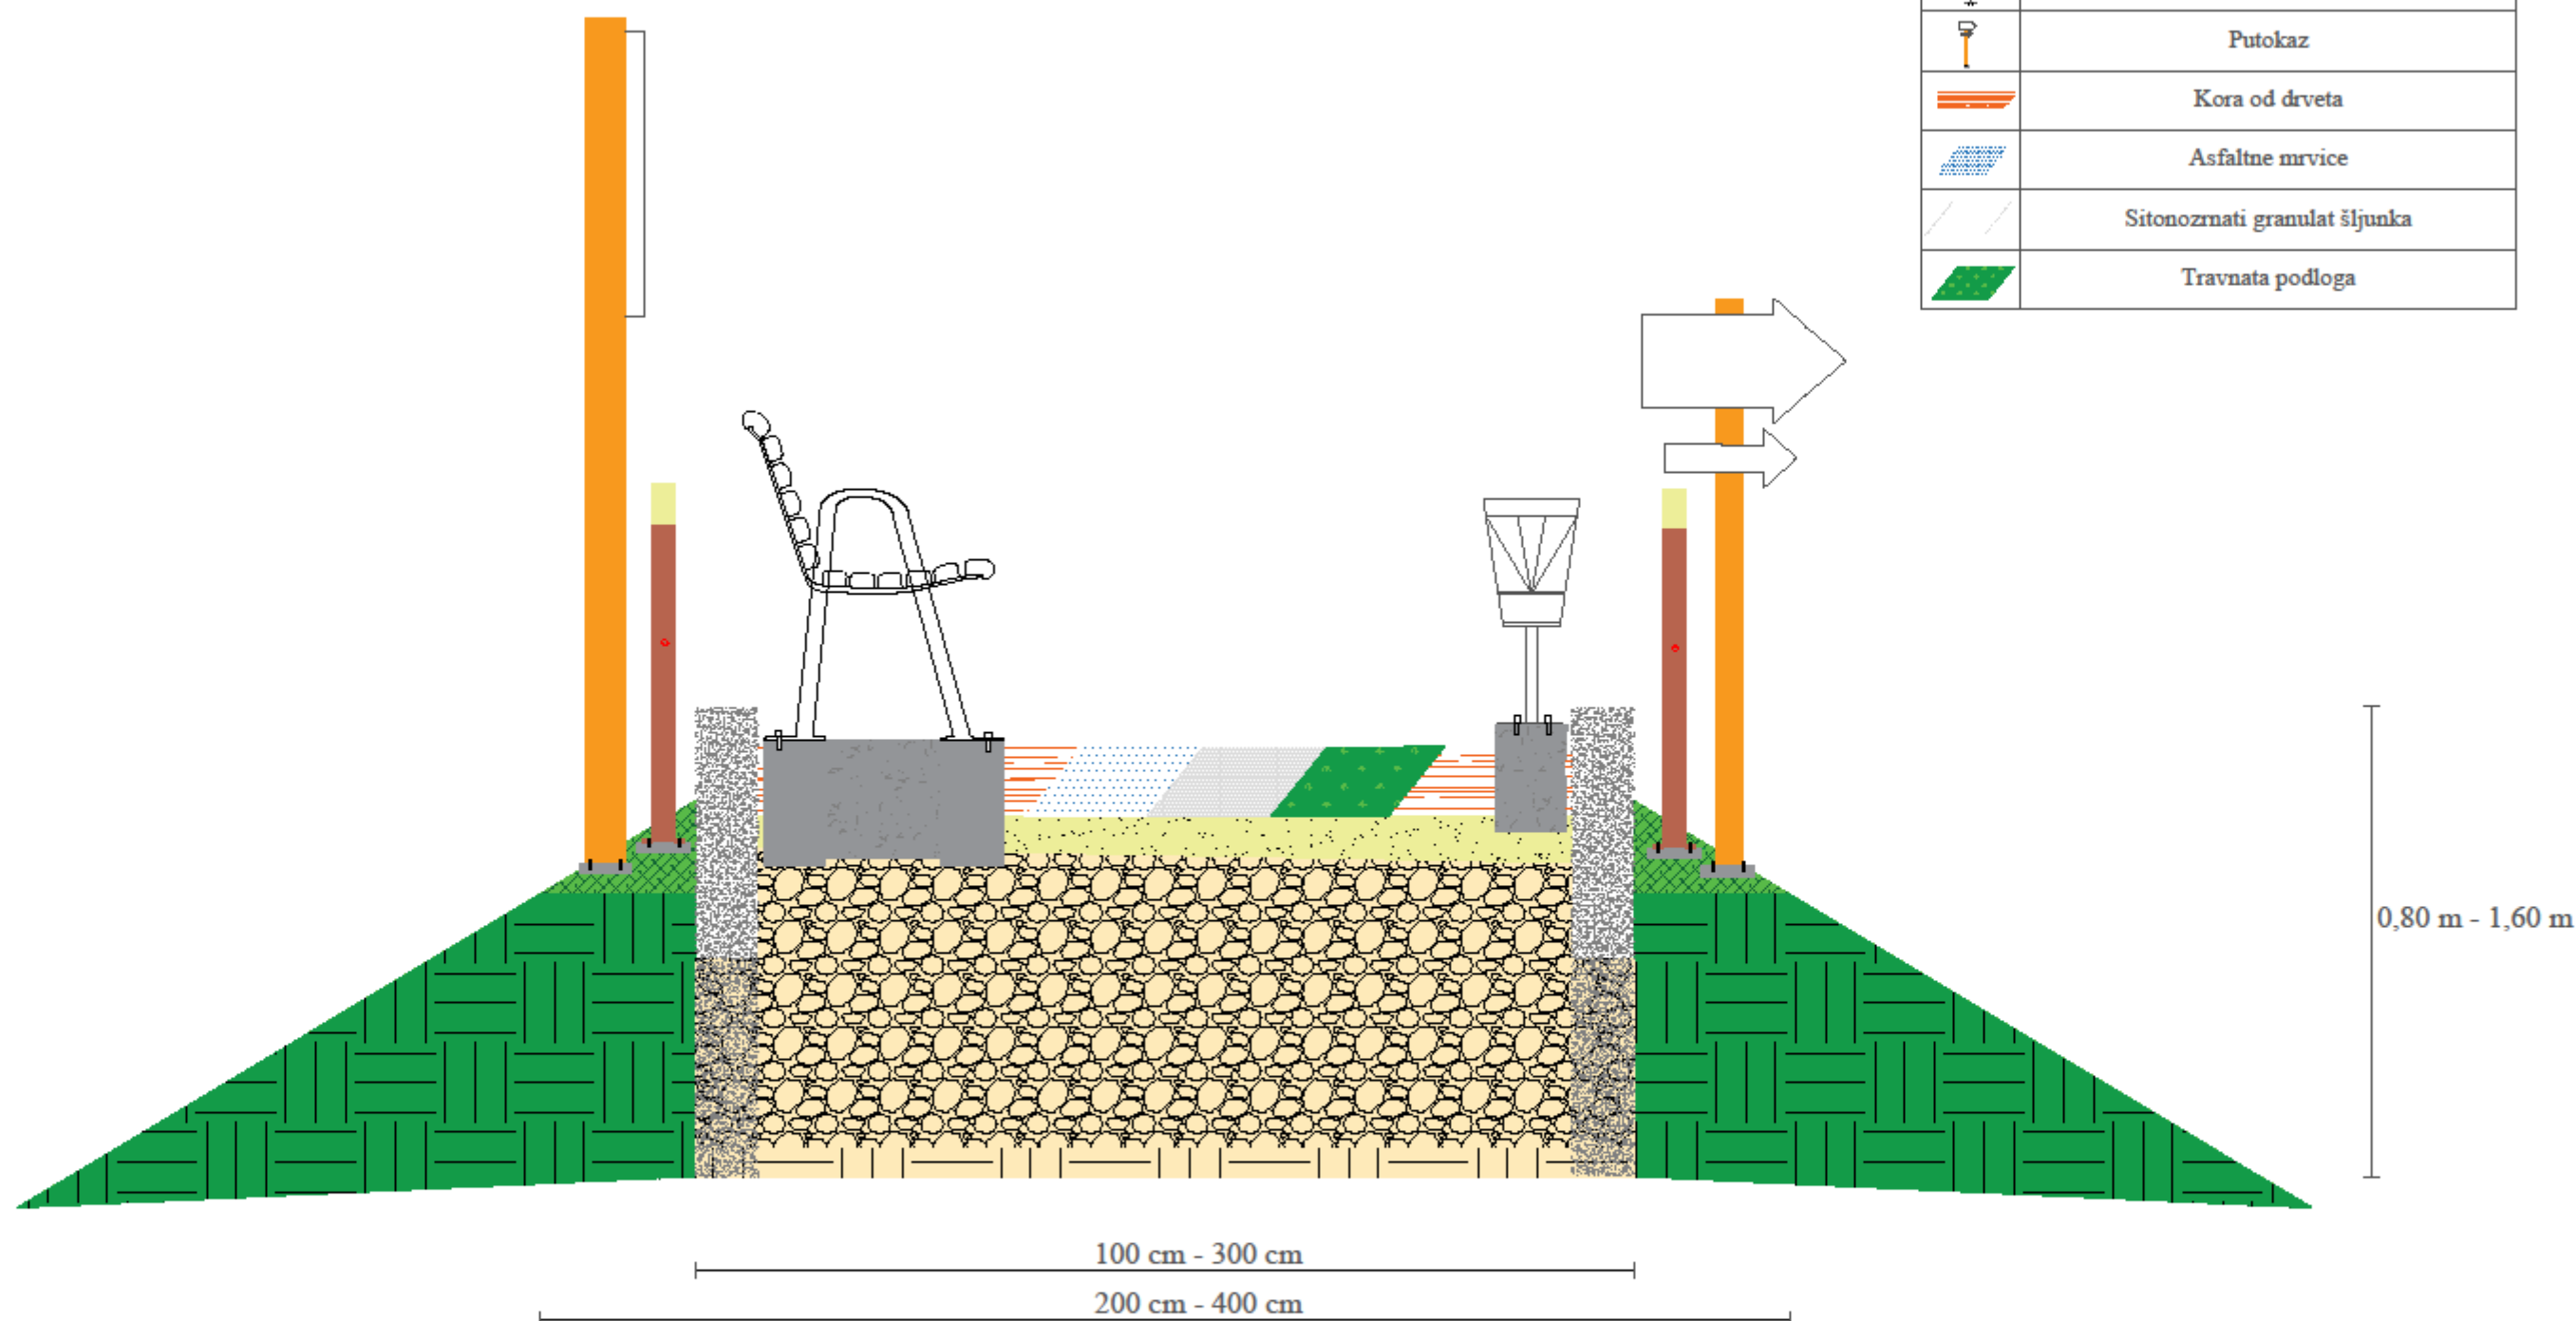 Putokaz
Kora od drveta
Asfaltne mrvice
Sitonozrnati granulat šljunka
Travnata podloga
0,80 m - 1,60 m
100 cm - 300 cm
200 cm - 400 cm